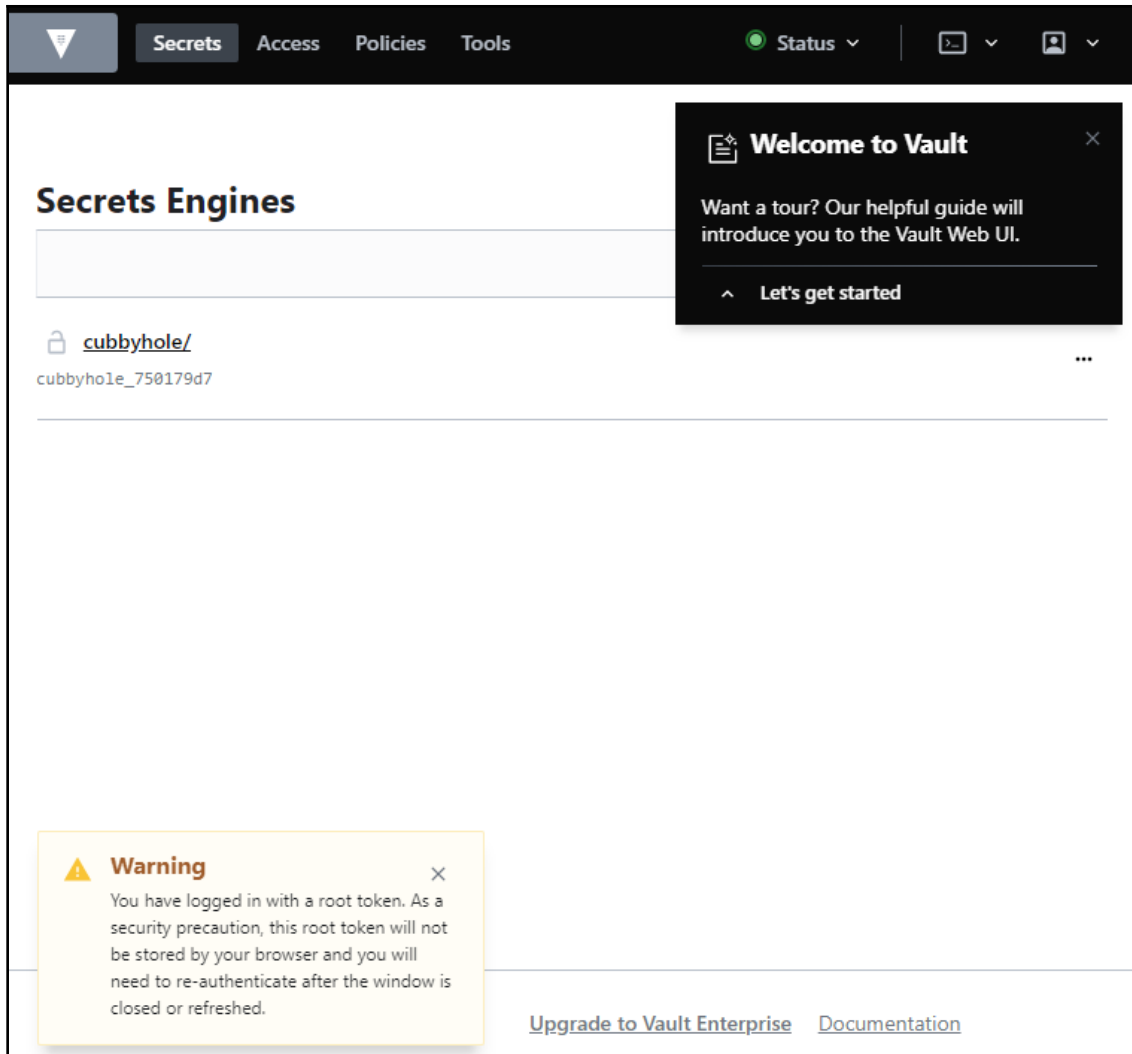 Secrets Access Policies Tools Status
Welcome to Vault
Want a tour? Our helpful guide will
introduce you to the Vault Web UI.
Let's get started
Secrets Engines
cubbyhole/
cubbyhole_750179d7
Warning
You have logged in with a root token. As a
security precaution, this root token will not
be stored by your browser and you will
need to re-authenticate after the window is
closed or refreshed.
Upgrade to Vault Enterprise Documentation